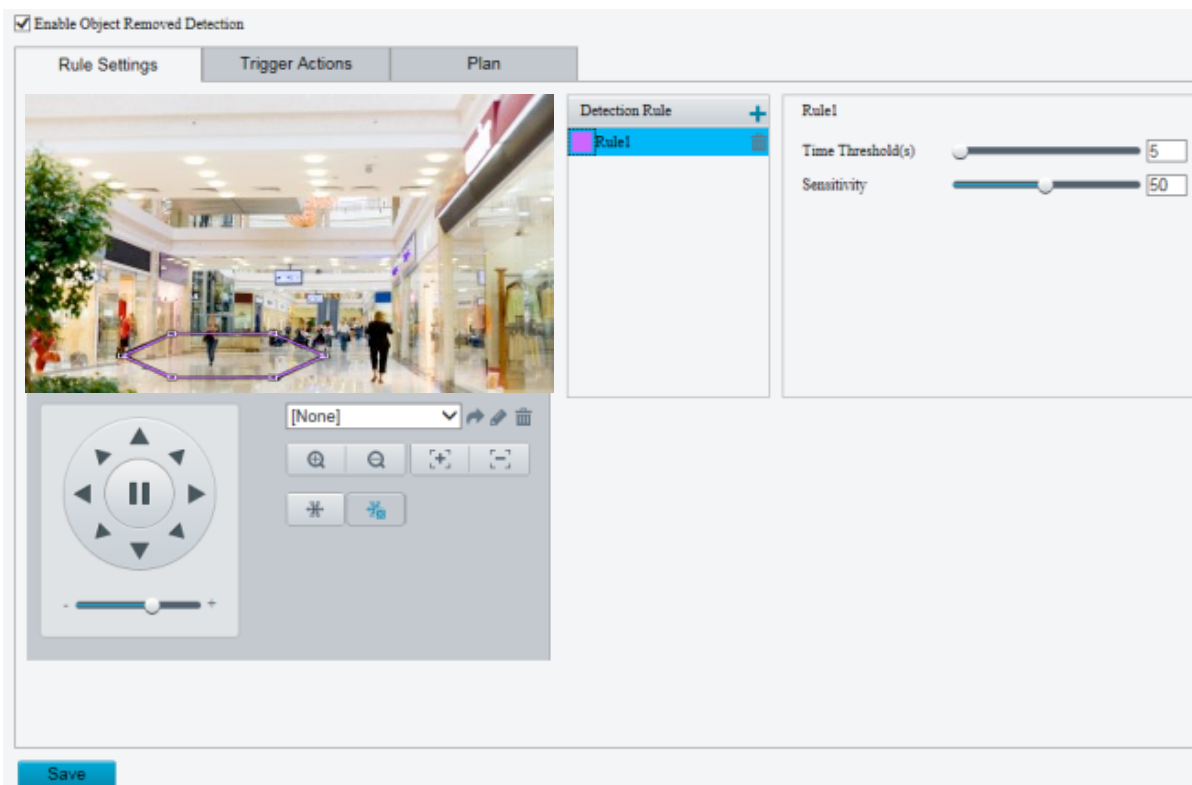 Enable Object Removed Detection
Rule Settings
Trigger Actions
Plan
Detection Rule
Rule1
Rule1
Time Threshold(s)
5
Sensitivity
50
[None]
- +
Save